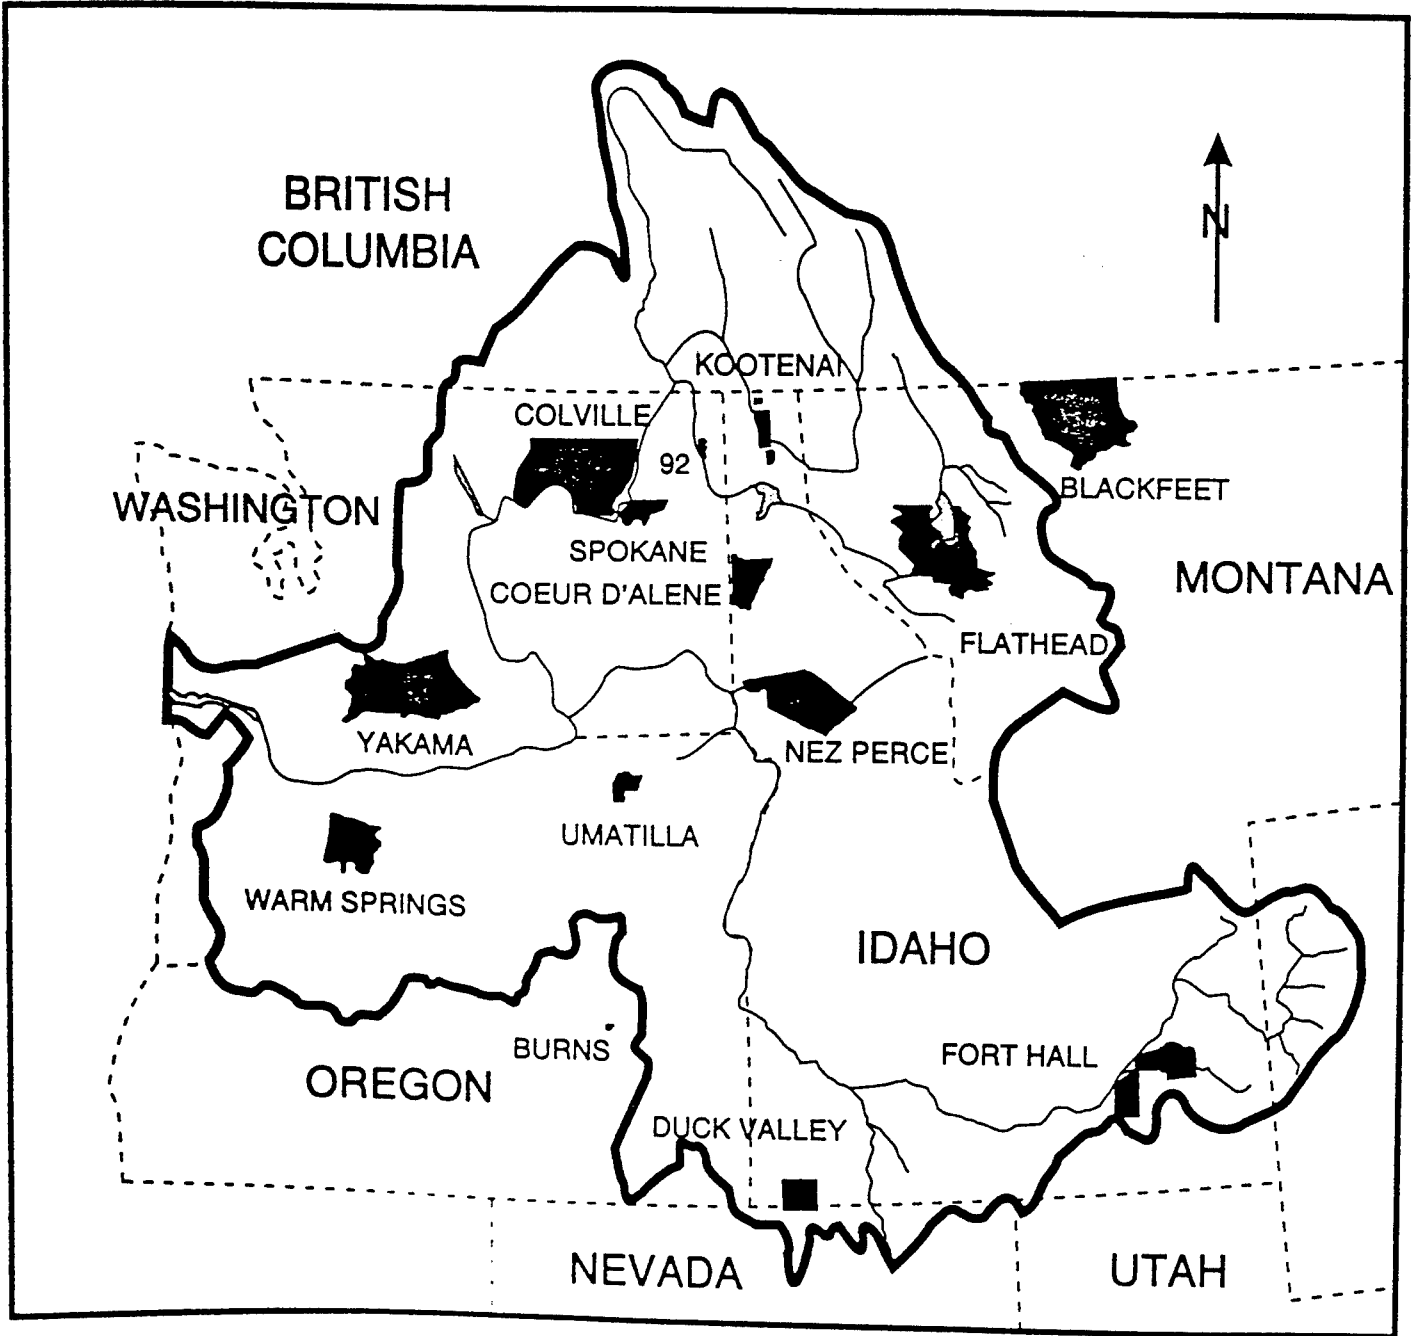 BRITISH
COLUMBIA
N
KOOTENAI
COLVILLE
92
BLACKFEET
WASHINGTON
SPOKANE
MONTANA
COEUR D'ALENE
FLATHEAD
YAKAMA
NEZ PERCE
UMATILLA
WARM SPRINGS
IDAHO
BURNS
FORT HALL
OREGON
DUCK VALLEY
NEVADA
UTAH